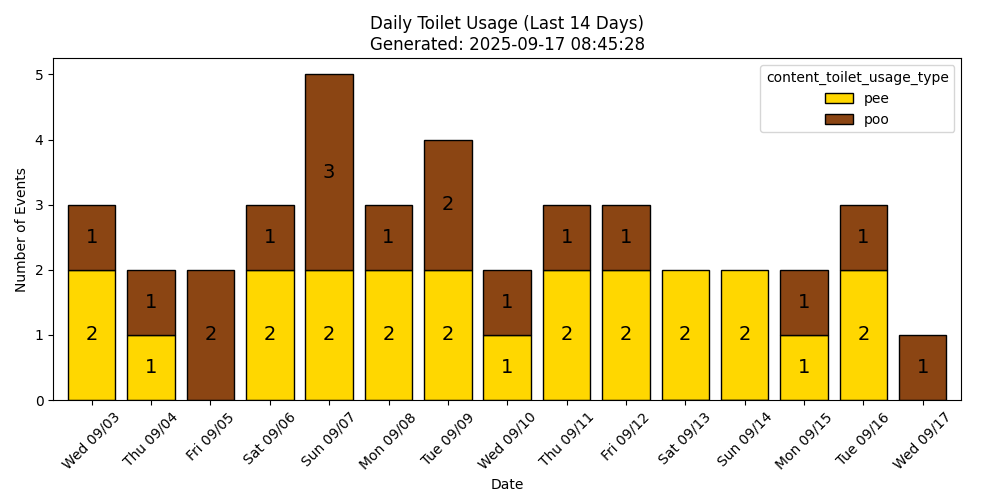 Daily Toilet Usage (Last 14 Days)
Generated: 2025-09-17 08:45:28
content_toilet_usage_type
pee
poo
Number of Events
5
4
3
2
1
0
1
2
1
1
2
1
2
3
2
1
2
2
2
1
1
1
2
1
2
2
2
1
1
1
2
1
Wed 09/03
Thu 09/04
Fri 09/05
Sat 09/06
Sun 09/07
Mon 09/08
Tue 09/09
Wed 09/10
Thu 09/11
Fri 09/12
Sat 09/13
Sun 09/14
Mon 09/15
Tue 09/16
Wed 09/17
Date